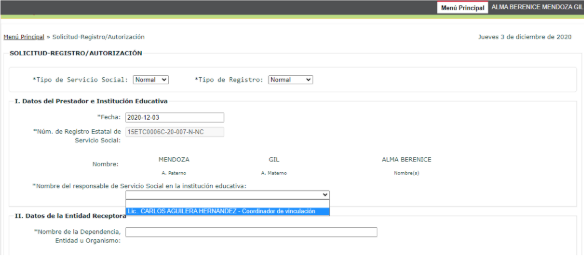 Menú Principal ALMA BERENICE MENDOZA GIL
Menú Principal » Solicitud-Registro/Autorización Jueves 3 de diciembre de 2020
SOLICITUD-REGISTRO/AUTORIZACIÓN
*Tipo de Servicio Social: Normal *Tipo de Registro: Normal
I. Datos del Prestador e Institución Educativa
*Fecha: 2020-12-03
*Núm. de Registro Estatal de Servicio Social: 15ETC0006C-20-007-N-NC
Nombre: MENDOZA GIL ALMA BERENICE
A. Paterno A. Materno Nombre(s)
*Nombre del responsable de Servicio Social en la institución educativa:
Lic. CARLOS AGUILERA HERNANDEZ - Coordinador de vinculación
II. Datos de la Entidad Receptora
*Nombre de la Dependencia,
Entidad u Organismo: